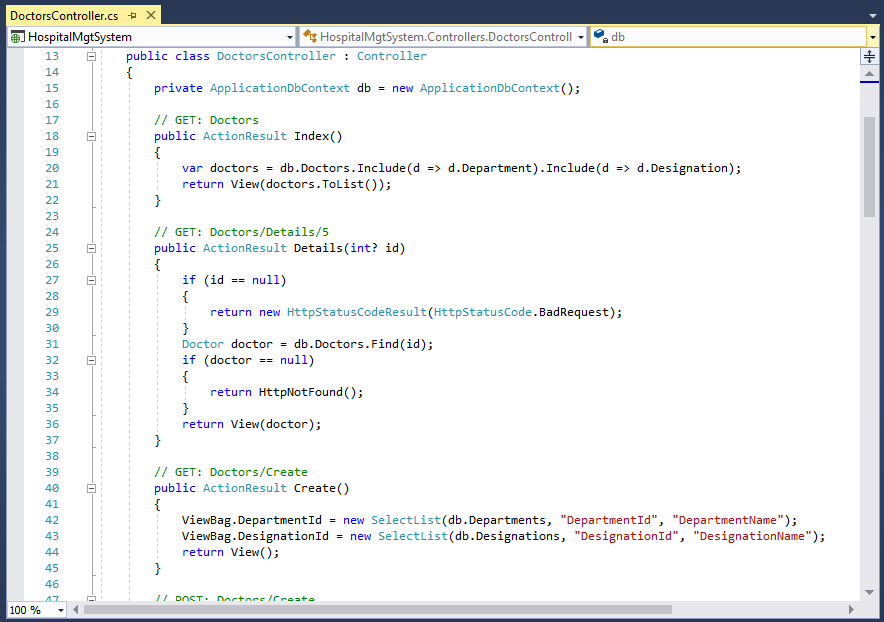 DoctorsController.cs
HospitalMgtSystem HospitalMgtSystem.Controllers.DoctorsControll db
13 public class DoctorsController : Controller
14 {
15 private ApplicationDbContext db = new ApplicationDbContext();
16
17 // GET: Doctors
18 public ActionResult Index()
19 {
20 var doctors = db.Doctors.Include(d => d.Department).Include(d => d.Designation);
21 return View(doctors.ToList());
22 }
23
24 // GET: Doctors/Details/5
25 public ActionResult Details(int? id)
26 {
27 if (id == null)
28 {
29 return new HttpStatusCodeResult(HttpStatusCode.BadRequest);
30 }
31 Doctor doctor = db.Doctors.Find(id);
32 if (doctor == null)
33 {
34 return HttpNotFound();
35 }
36 return View(doctor);
37 }
38
39 // GET: Doctors/Create
40 public ActionResult Create()
41 {
42 ViewBag.DepartmentId = new SelectList(db.Departments, "DepartmentId", "DepartmentName");
43 ViewBag.DesignationId = new SelectList(db.Designations, "DesignationId", "DesignationName");
44 return View();
45 }
46
47 // POST: Doctors/Create
100 %